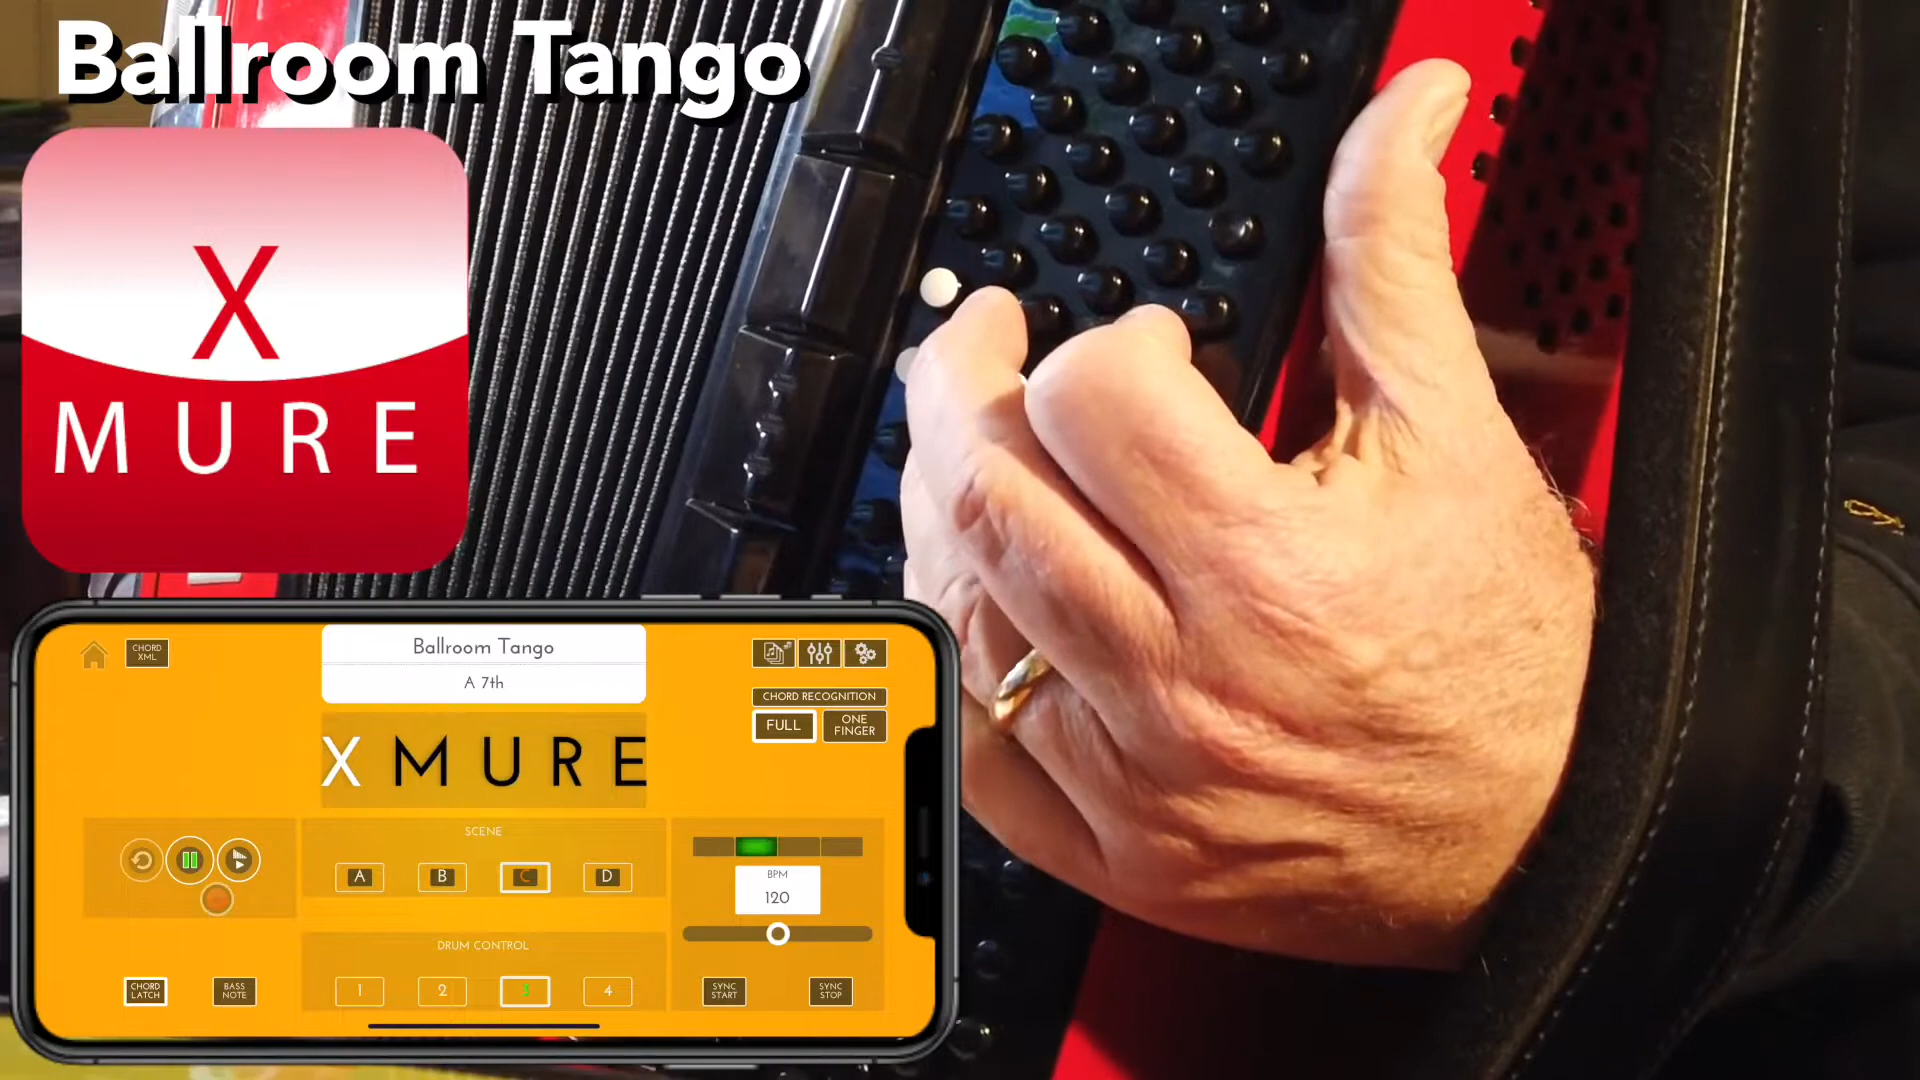 Ballroom Tango
X
MURE
CHORD
XML
Ballroom Tango
A 7th
CHORD RECOGNITION
FULL
ONE
FINGER
X MURE
SCENE
A
B
C
D
BPM
120
DRUM CONTROL
1
2
3
4
CHORD
LATCH
BASS
NOTE
SYNC
START
SYNC
STOP